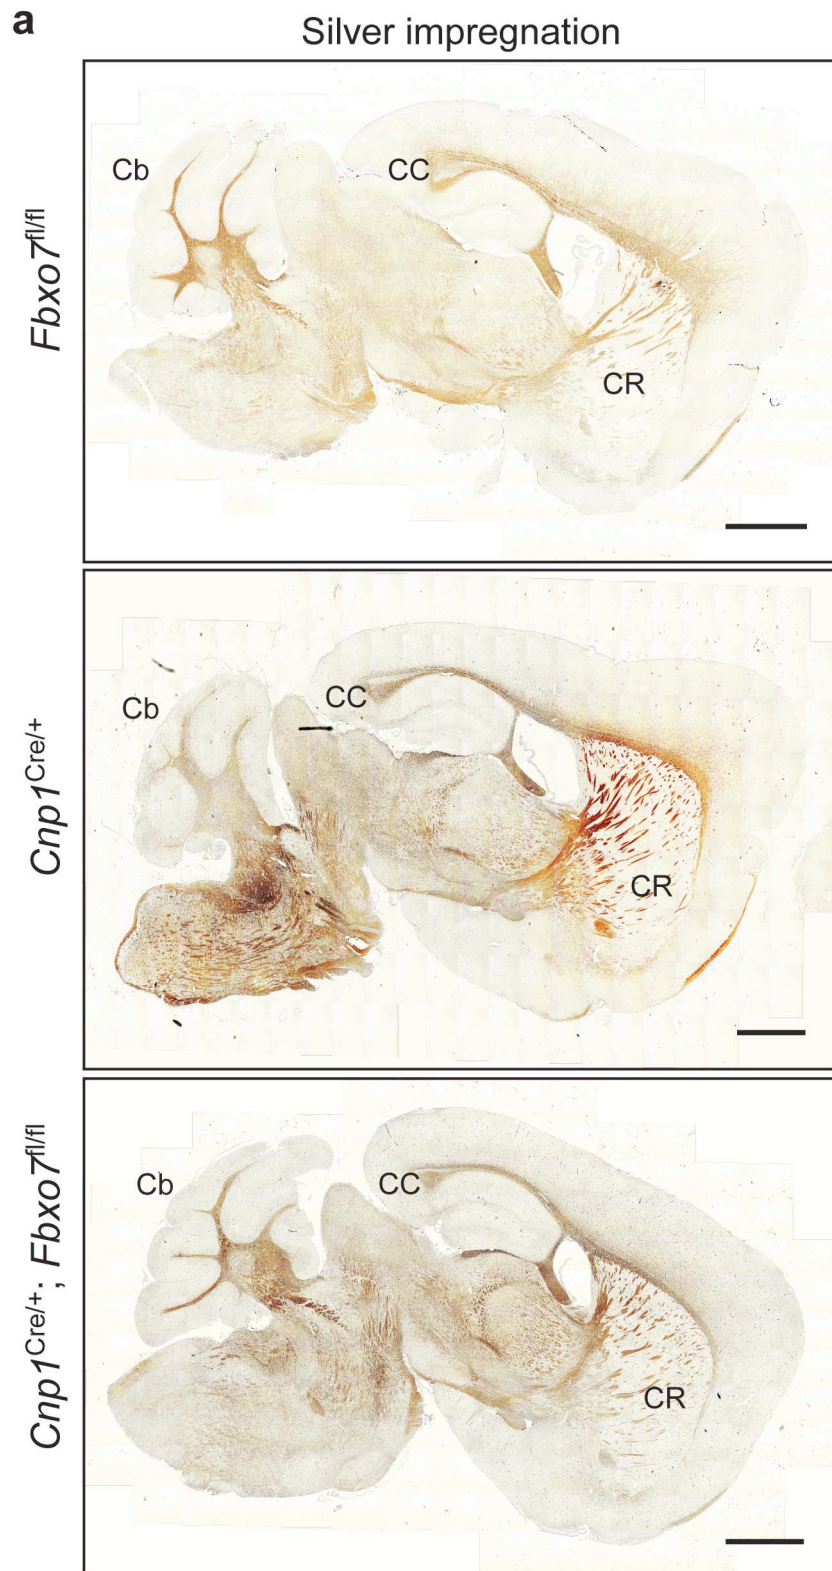 a
Silver impregnation
Fbxo7fl/fl
Cb
CC
CR
Cnp1Cre/+
Cb
CC
CR
Cnp1Cre/+; Fbxo7fl/fl
Cb
CC
CR